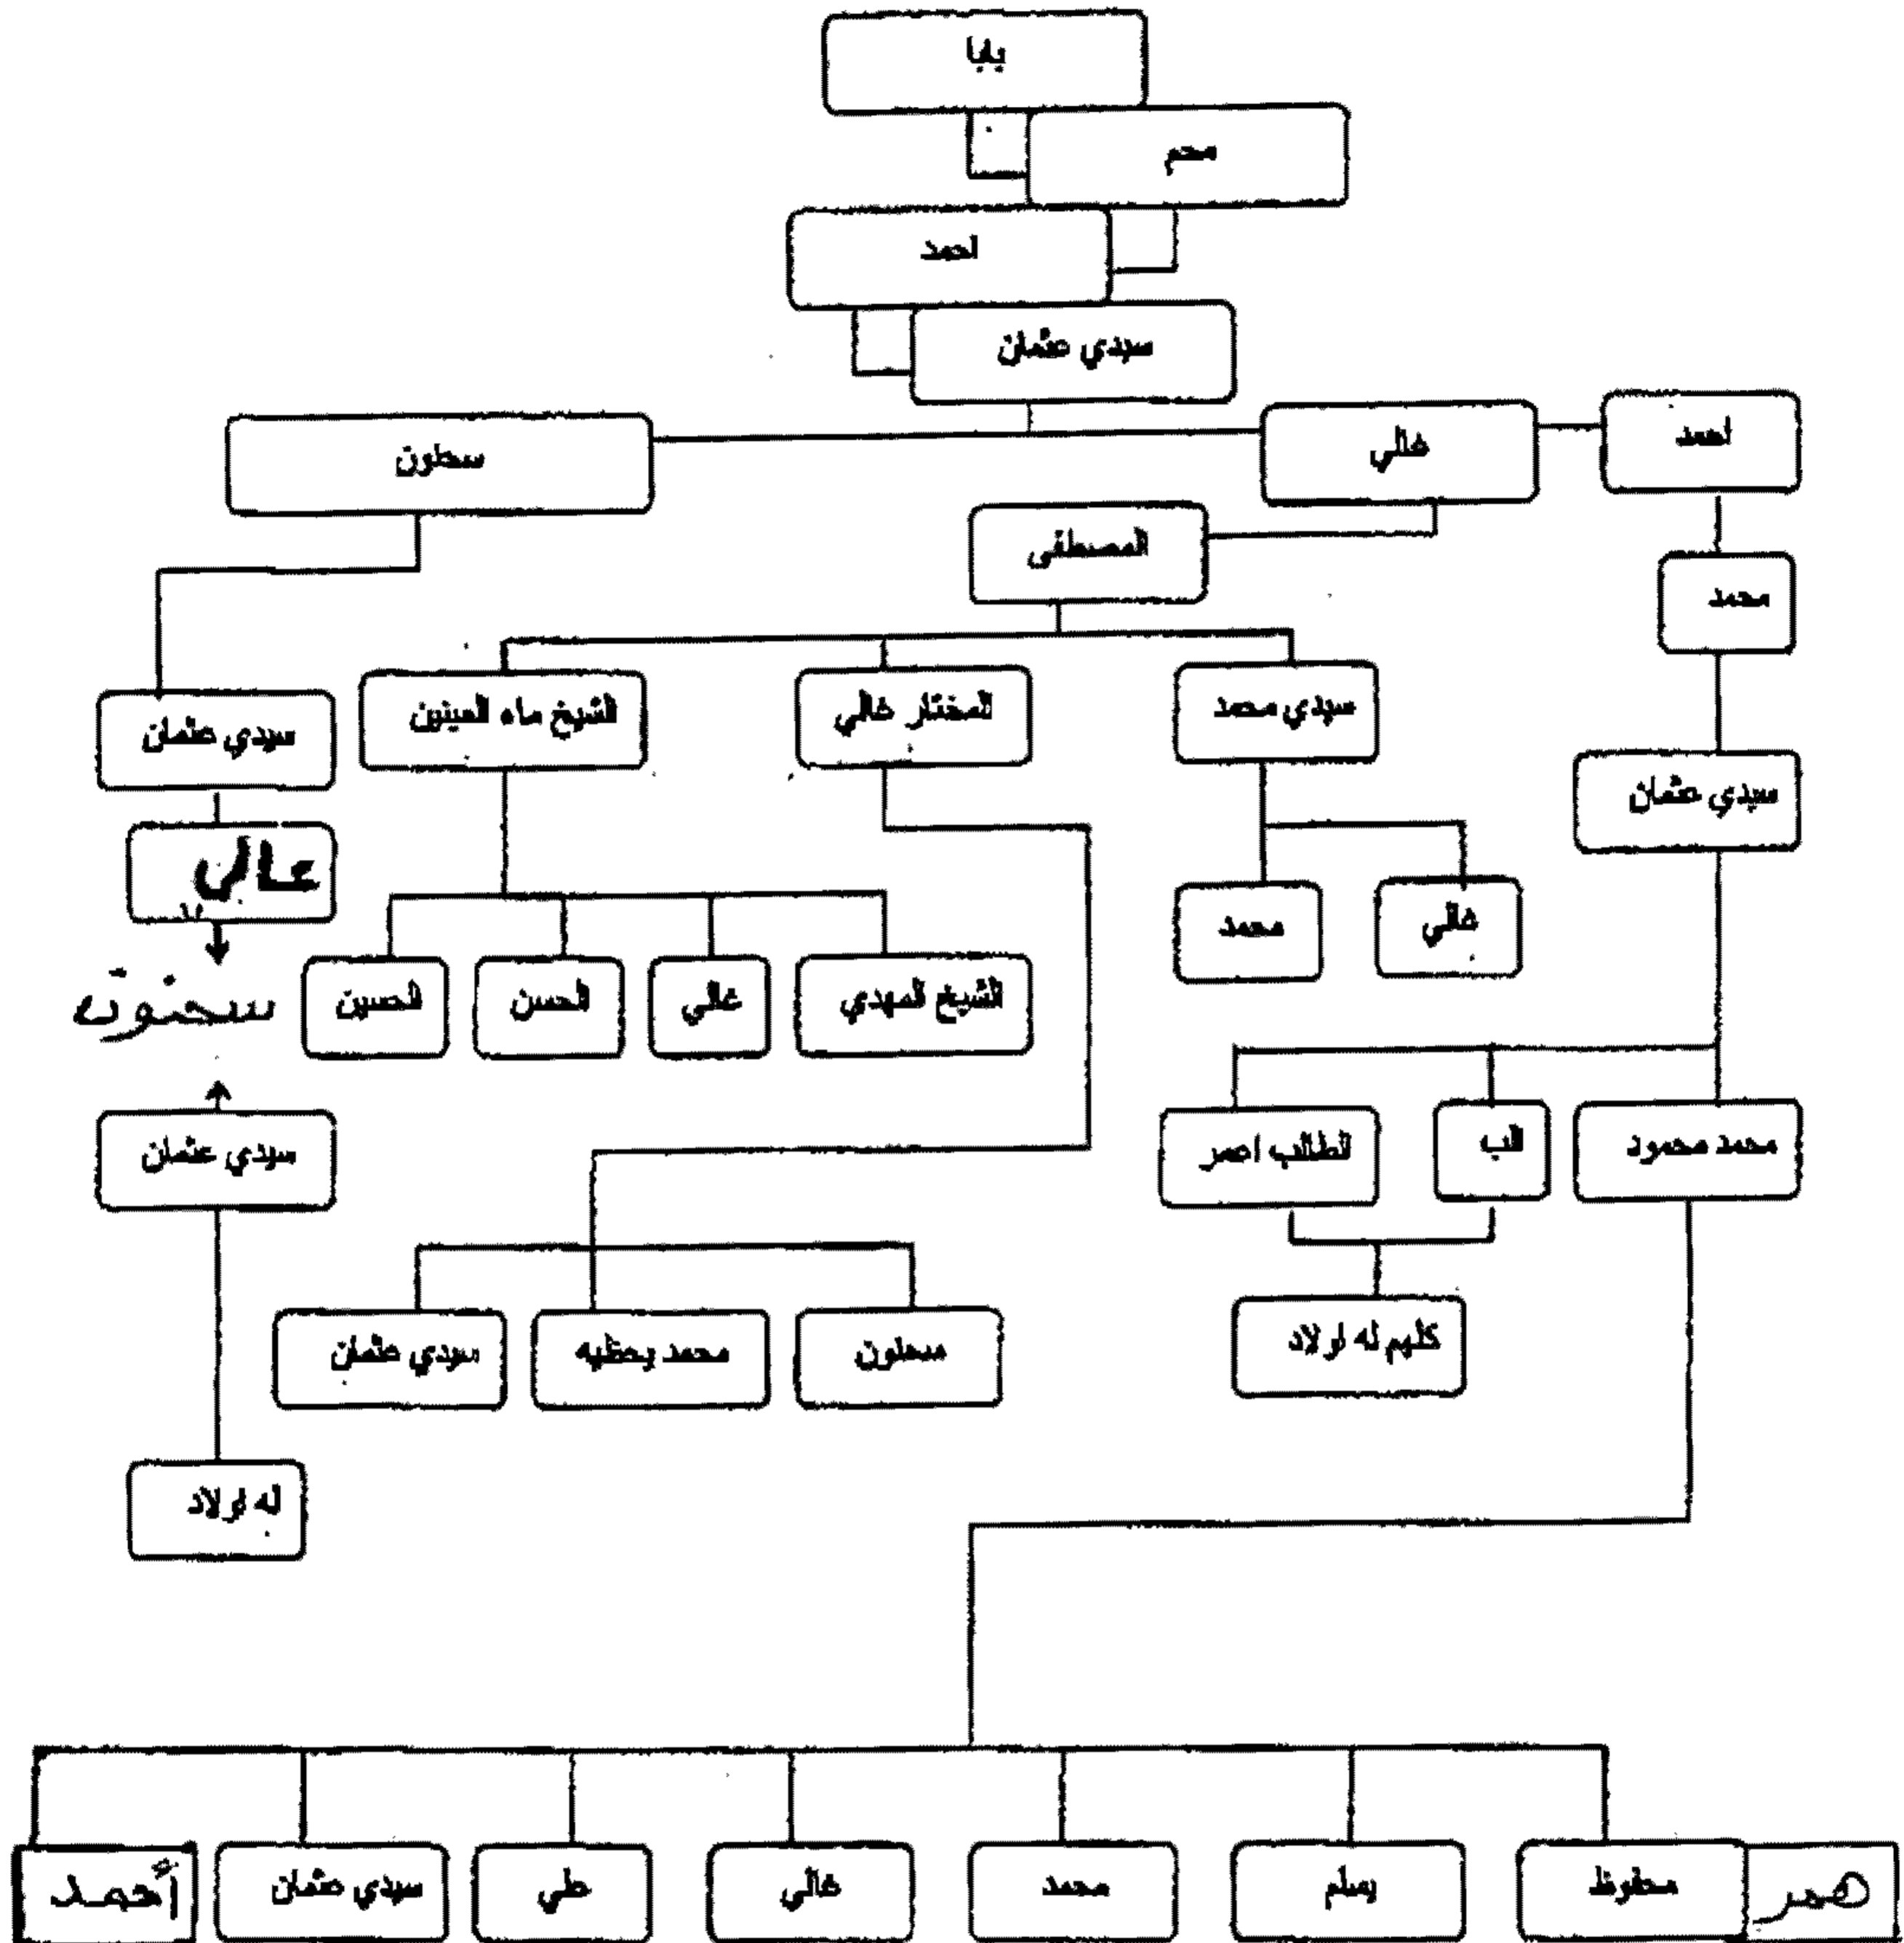 بابا
محم
احمد
سيدي عثمان
احمد
غالي
سحنون
المصطفى
محمد
سيدي محمد
المختار غالي
الشيخ ماء العينين
سيدي عثمان
سيدي عثمان
عالي
غالي
محمد
الشيخ المهدي
غالي
الحسن
الحسين
سحنون
محمد محمود
الب
الطالب اعمر
سيدي عثمان
كلهم له اولاد
سحنون
محمد يحظيه
سيدي عثمان
له اولاد
محفوظ
يسلم
محمد
غالي
علي
سيدي عثمان
أحمد